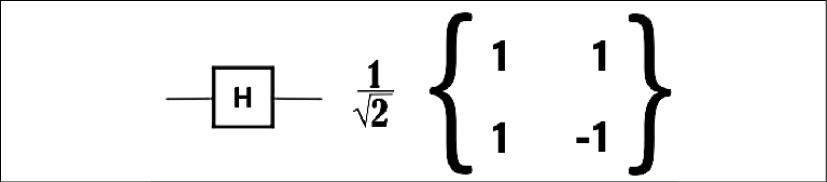 H 1/√2 { 1 1
1 -1 }